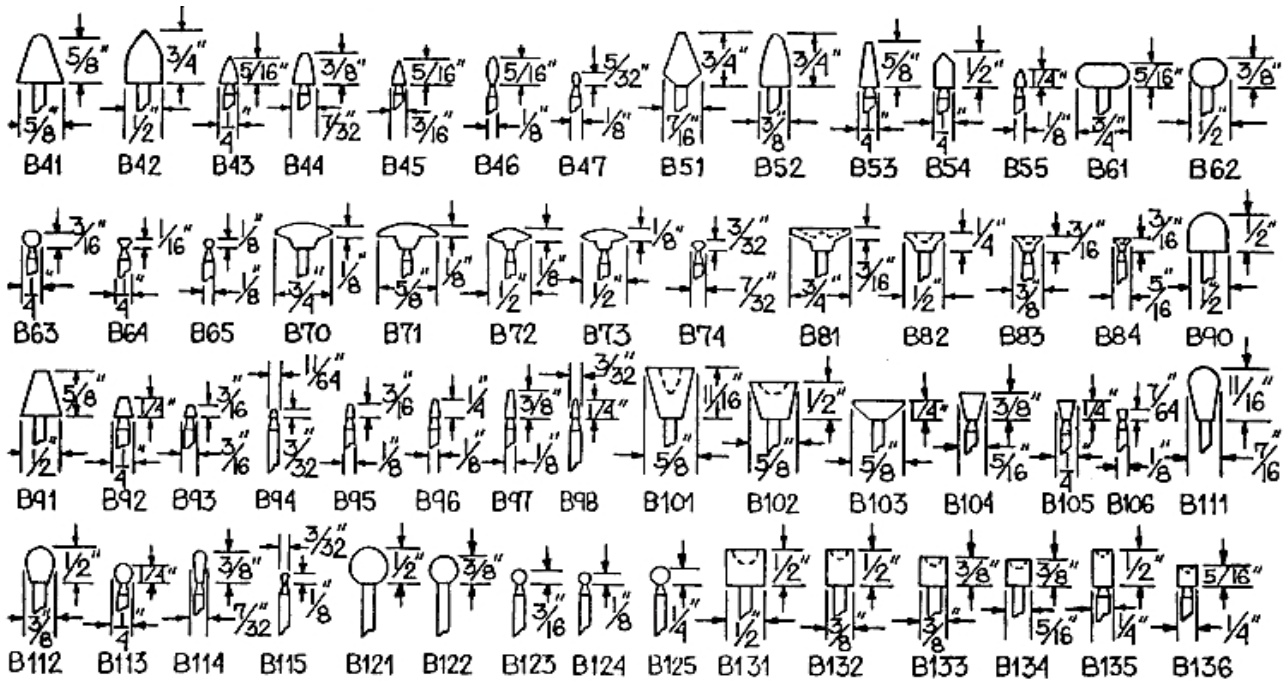 5/8" 3/4" 5/16" 3/8" 5/16" 5/16" 5/32" 3/4" 3/4" 5/8" 1/2" 1/4" 5/16" 3/8"
5/8" 1/2" 1/4" 7/32" 3/16" 1/8" 1/8" 7/16" 3/8" 1/4" 1/4" 1/8" 3/4" 1/2"
B41 B42 B43 B44 B45 B46 B47 B51 B52 B53 B54 B55 B61 B62
3/16" 1/16" 1/8" 1/8" 1/8" 1/8" 1/8" 3/32" 3/16" 1/4" 3/16" 3/16" 1/2"
1/4" 1/4" 1/8" 3/4" 5/8" 1/2" 1/2" 7/32 3/4" 1/2" 3/8" 5/16 1/2"
B63 B64 B65 B70 B71 B72 B73 B74 B81 B82 B83 B84 B90
11/64" 3/32"
5/8" 1/4" 3/16" 3/32" 3/16" 1/4" 3/8" 1/4" 11/16" 1/2" 1/4" 3/8" 1/4" 7/64" 11/16"
1/2" 1/4" 3/16 1/8" 1/8" 1/8" 5/8" 5/8" 5/8" 5/16" 1/4 1/8" 7/16"
B91 B92 B93 B94 B95 B96 B97 B98 B101 B102 B103 B104 B105 B106 B111
3/32"
1/2" 1/4" 3/8" 1/8 1/2" 3/8" 3/16 1/8" 1/4" 1/2" 1/2" 3/8" 3/8" 1/2" 5/16"
3/8" 1/4" 7/32" 1/2" 3/8" 3/8" 5/16" 1/4" 1/4"
B112 B113 B114 B115 B121 B122 B123 B124 B125 B131 B132 B133 B134 B135 B136